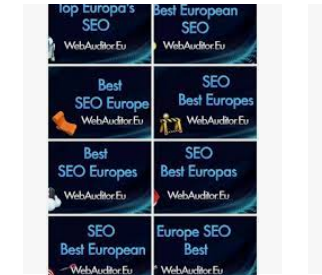 Top Europa's
SEO
WebAuditor.Eu
Best European
SEO
WebAuditor.Eu
Best
SEO Europe
WebAuditor.Eu
SEO
Best Europes
WebAuditor.Eu
Best
SEO Europes
WebAuditor.Eu
SEO
Best Europas
WebAuditor.Eu
SEO
Best European
WebAuditor.Eu
Europe SEO
Best
WebAuditor.Eu